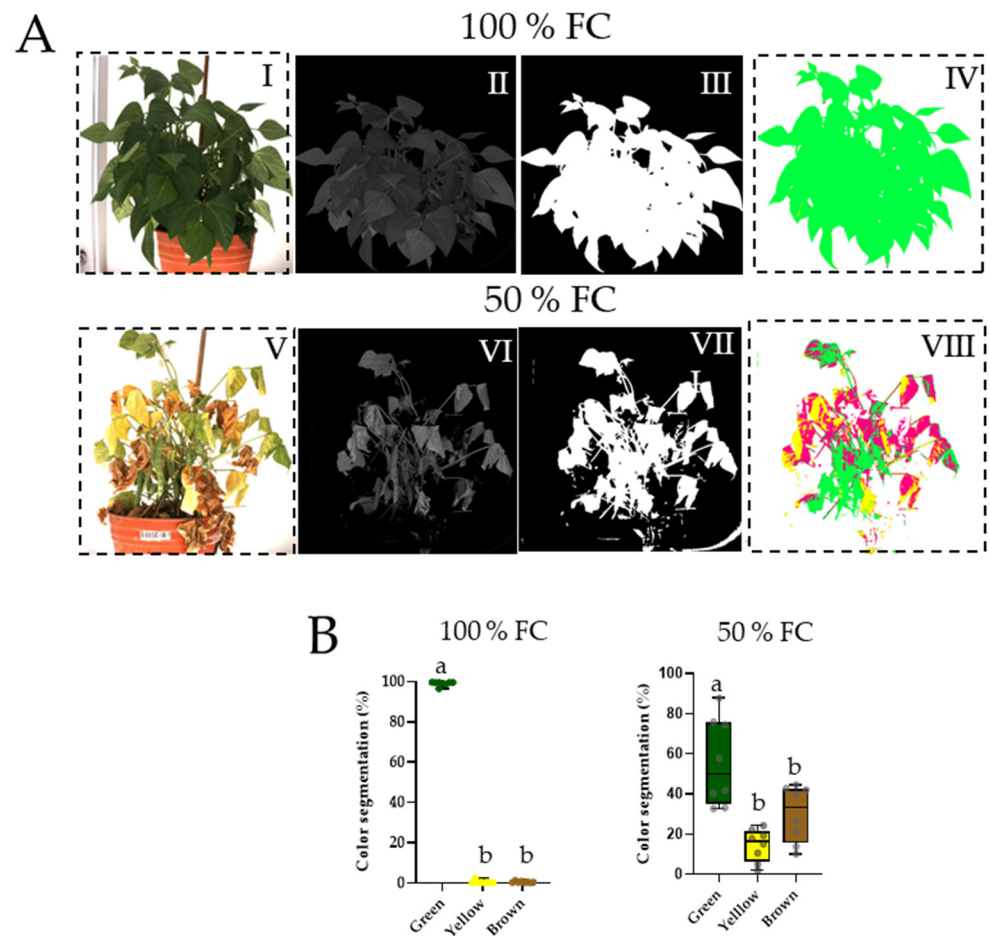 A
100 % FC
I
II
III
IV
50 % FC
V
VI
VII
VIII
B
100 % FC
50 % FC
Color segmentation (%)
100
80
60
40
20
0
a
b
b
Green
Yellow
Brown
Color segmentation (%)
100
80
60
40
20
0
a
b
b
Green
Yelllow
Brown